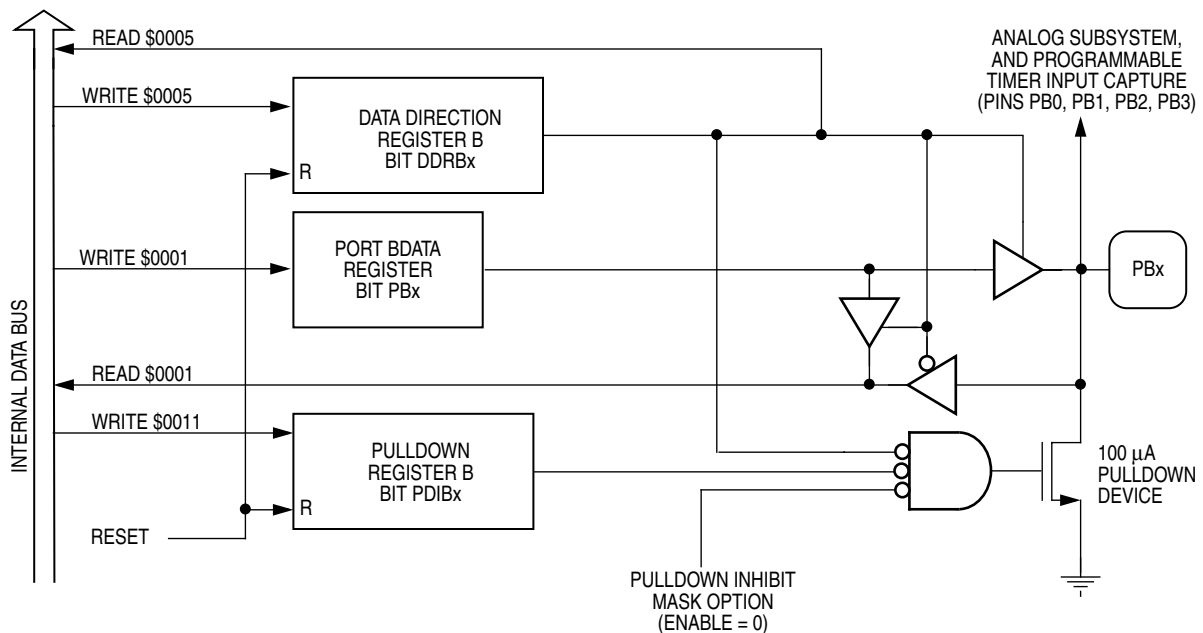 READ $0005
WRITE $0005
DATA DIRECTION
REGISTER B
BIT DDRBx
R
ANALOG SUBSYSTEM,
AND PROGRAMMABLE
TIMER INPUT CAPTURE
(PINS PB0, PB1, PB2, PB3)
WRITE $0001
PORT BDATA
REGISTER
BIT PBx
PBx
READ $0001
WRITE $0011
PULLDOWN
REGISTER B
BIT PDIBx
R
100 µA
PULLDOWN
DEVICE
RESET
INTERNAL DATA BUS
PULLDOWN INHIBIT
MASK OPTION
(ENABLE = 0)